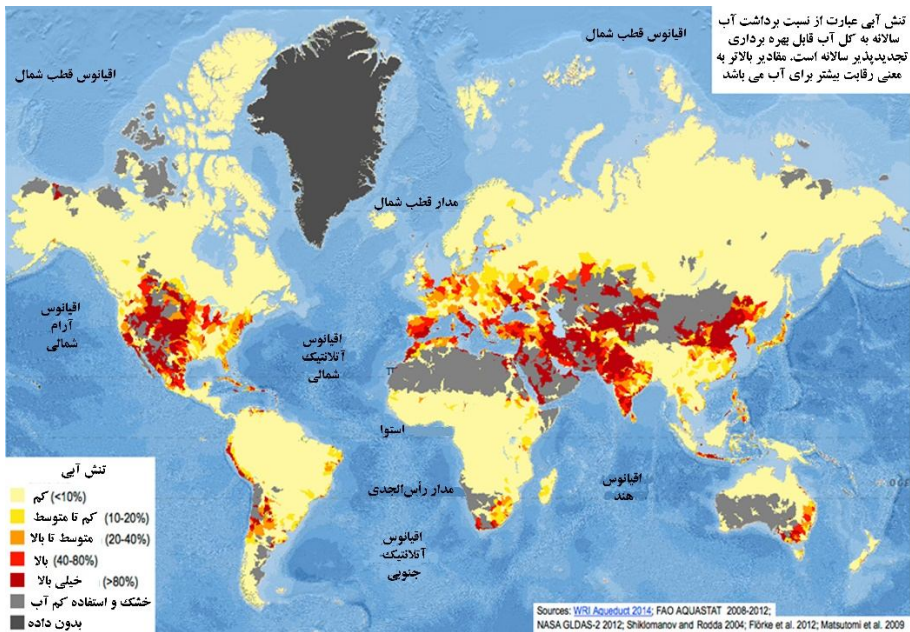 تنش آبی عبارت از نسبت برداشت آب
سالانه به کل آب قابل بهره برداری
تجدیدپذیر سالانه است. مقادیر بالاتر به
معنی رقابت بیشتر برای آب می باشد
اقیانوس قطب شمال
اقیانوس قطب شمال
مدار قطب شمال
اقیانوس
آرام
شمالی
اقیانوس
آتلانتیک
شمالی
استوا
مدار رأس‌الجدی
اقیانوس
هند
اقیانوس
آتلانتیک
جنوبی
تنش آبی
کم (<10%)
کم تا متوسط (10-20%)
متوسط تا بالا (20-40%)
بالا (40-80%)
خیلی بالا (>80%)
خشک و استفاده کم آب
بدون داده
Sources: WRI Aqueduct 2014; FAO AQUASTAT 2008-2012;
NASA GLDAS-2 2012; Shiklomanov and Rodda 2004; Flörke et al. 2012; Matsutomi et al. 2009